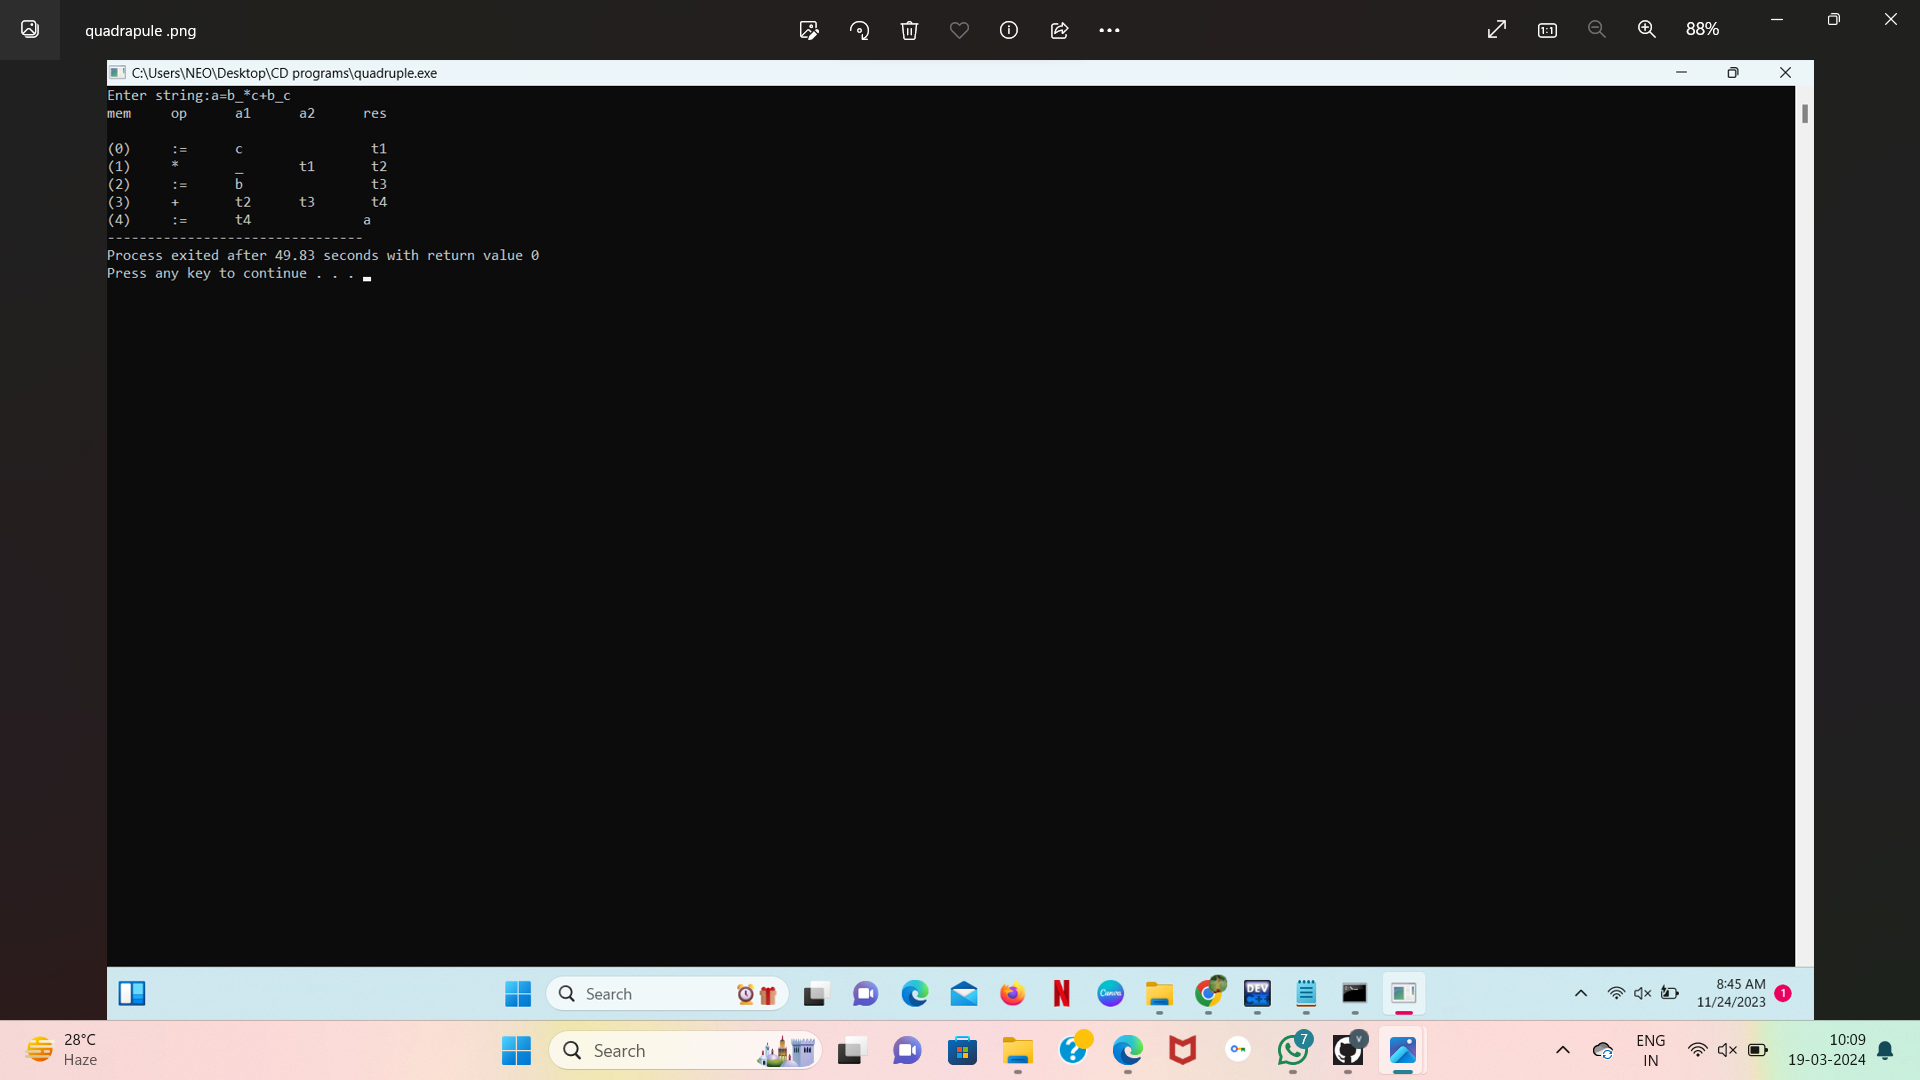 quadrapule .png
88%
C:\Users\NEO\Desktop\CD programs\quadruple.exe
Enter string:a=b_*c+b_c
mem op a1 a2 res
(0) := c t1
(1) * _ t1 t2
(2) := b t3
(3) + t2 t3 t4
(4) := t4 a
--------------------------------
Process exited after 49.83 seconds with return value 0
Press any key to continue . . .
Search
N
Canva
DEV
8:45 AM
11/24/2023
1
28°C
Haze
Search
7
V
ENG
IN
10:09
19-03-2024